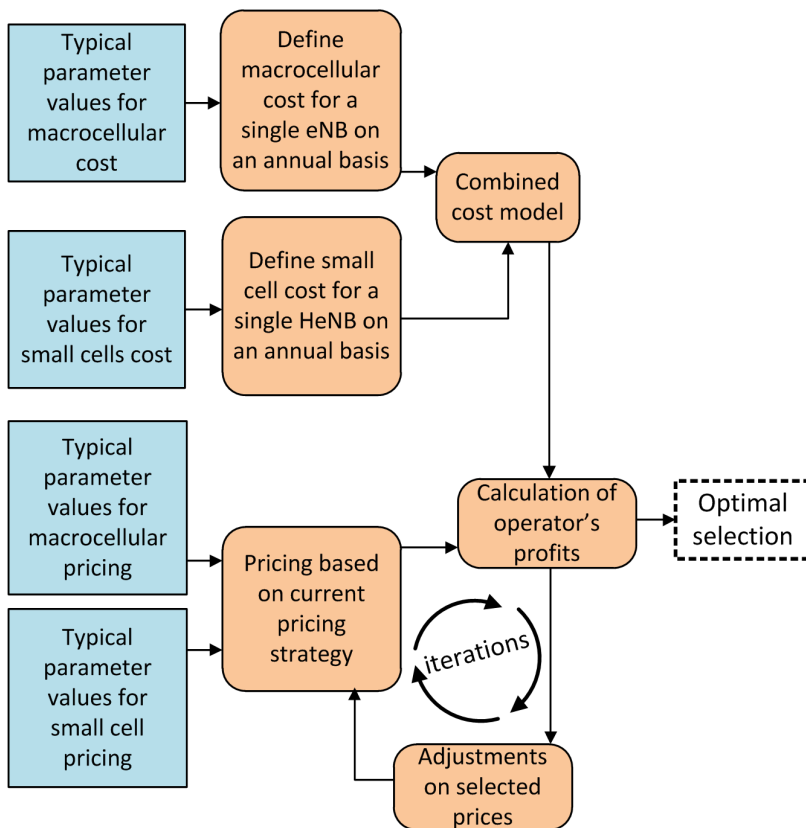 Typical
parameter
values for
macrocellular
cost
Define
macrocellular
cost for a
single eNB on
an annual basis
Combined
cost model
Typical
parameter
values for
small cells cost
Define small
cell cost for a
single HeNB on
an annual basis
Typical
parameter
values for
macrocellular
pricing
Typical
parameter
values for
small cell
pricing
Pricing based
on current
pricing
strategy
Calculation of
operator's
profits
Optimal
selection
iterations
Adjustments
on selected
prices